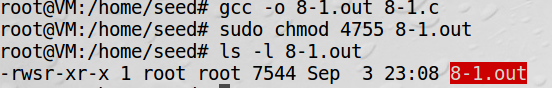 root@VM:/home/seed# gcc -o 8-1.out 8-1.c
root@VM:/home/seed# sudo chmod 4755 8-1.out
root@VM:/home/seed# ls -l 8-1.out
-rwsr-xr-x 1 root root 7544 Sep  3 23:08 8-1.out